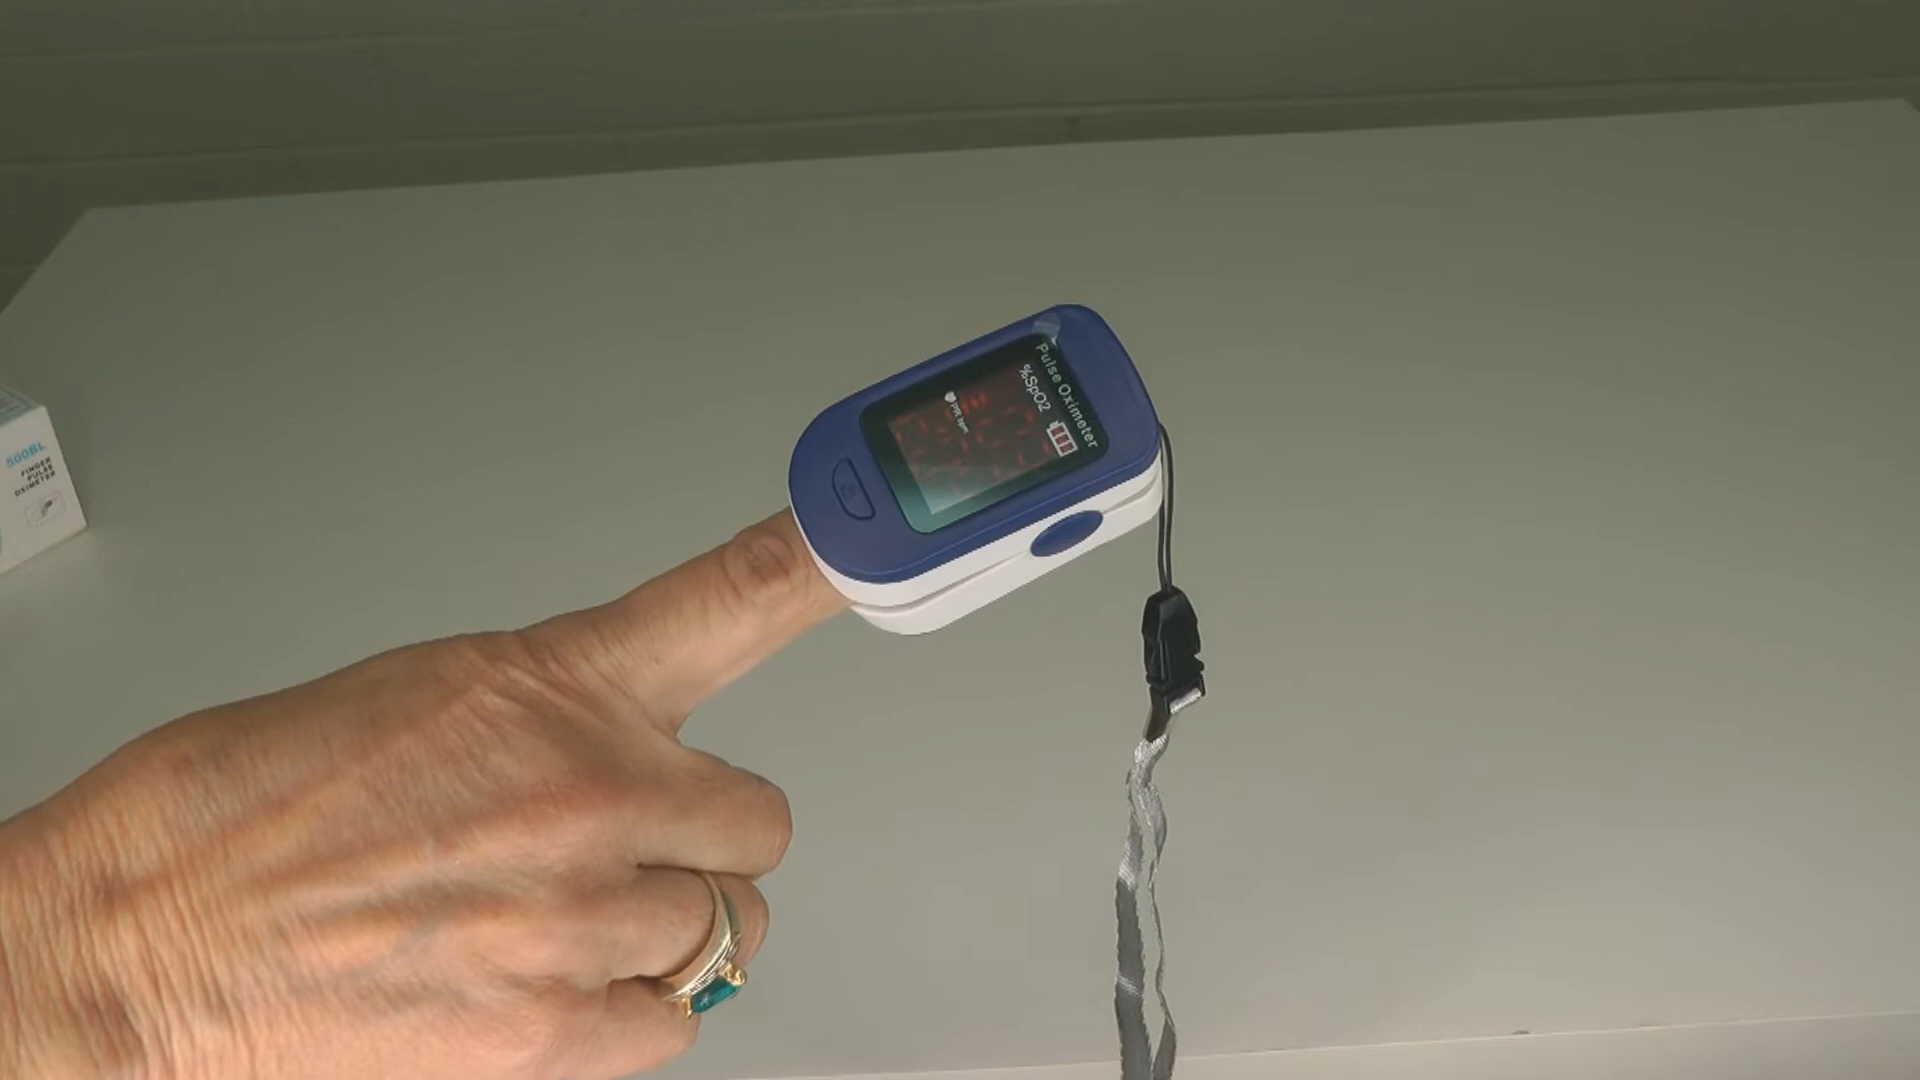 500BL
FINGER
PULSE
OXIMETER
Pulse Oximeter
%SpO2
PR bpm